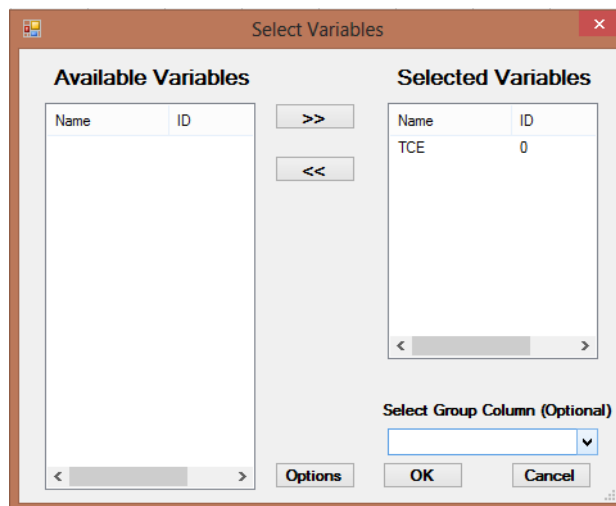 Select Variables
Available Variables
Selected Variables
Name ID
>>
Name ID
TCE 0
<<
Select Group Column (Optional)
Options
OK
Cancel